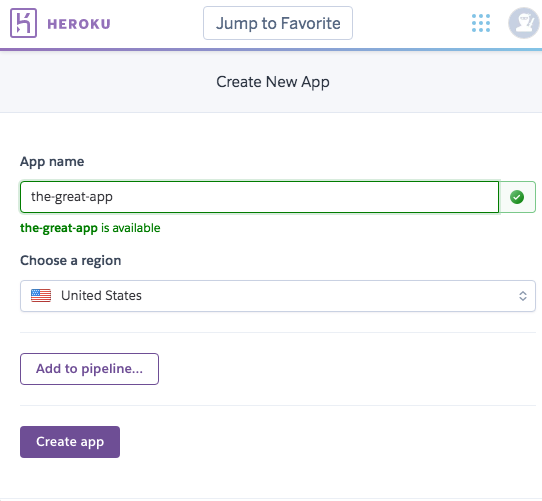 HEROKU
Jump to Favorite
Create New App
App name
the-great-app
the-great-app is available
Choose a region
United States
Add to pipeline...
Create app